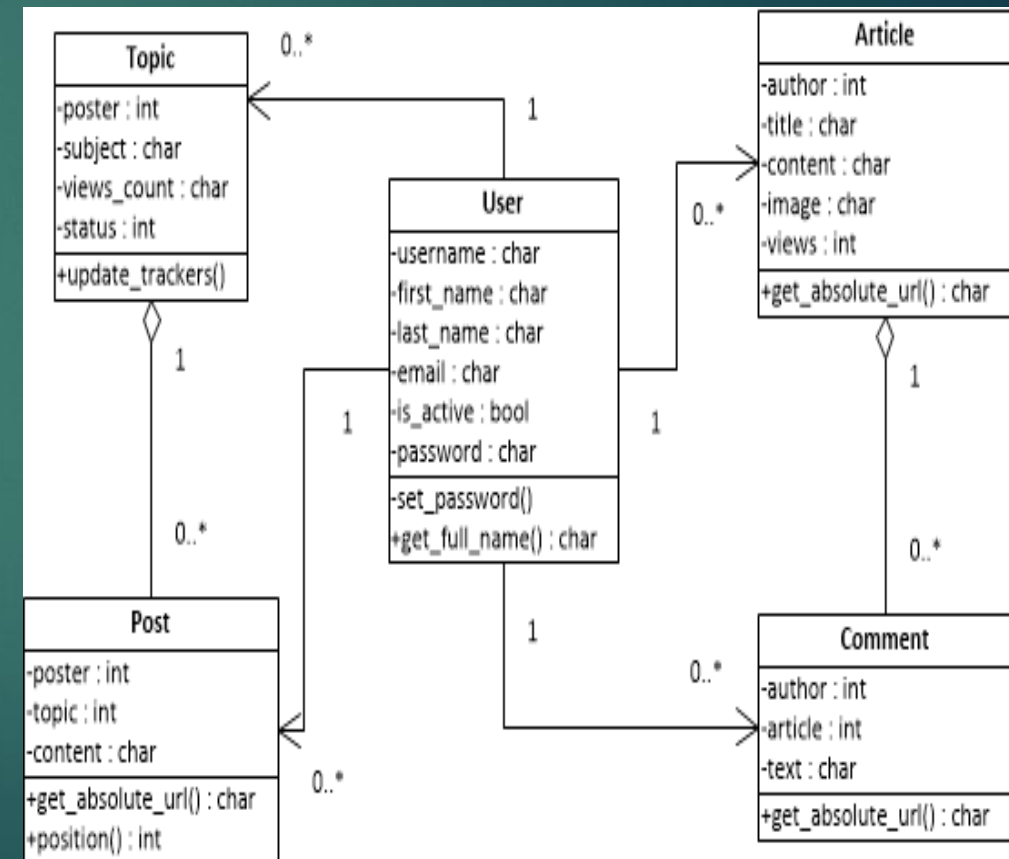 Topic
-poster : int
-subject : char
-views_count : char
-status : int
+update_trackers()
0..*
1
User
-username : char
-first_name : char
-last_name : char
-email : char
-is_active : bool
-password : char
-set_password()
+get_full_name() : char
Article
-author : int
-title : char
-content : char
-image : char
-views : int
+get_absolute_url() : char
0..*
1
1
0..*
1
1
0..*
Post
-poster : int
-topic : int
-content : char
+get_absolute_url() : char
+position() : int
0..*
1
0..*
1
0..*
Comment
-author : int
-article : int
-text : char
+get_absolute_url() : char